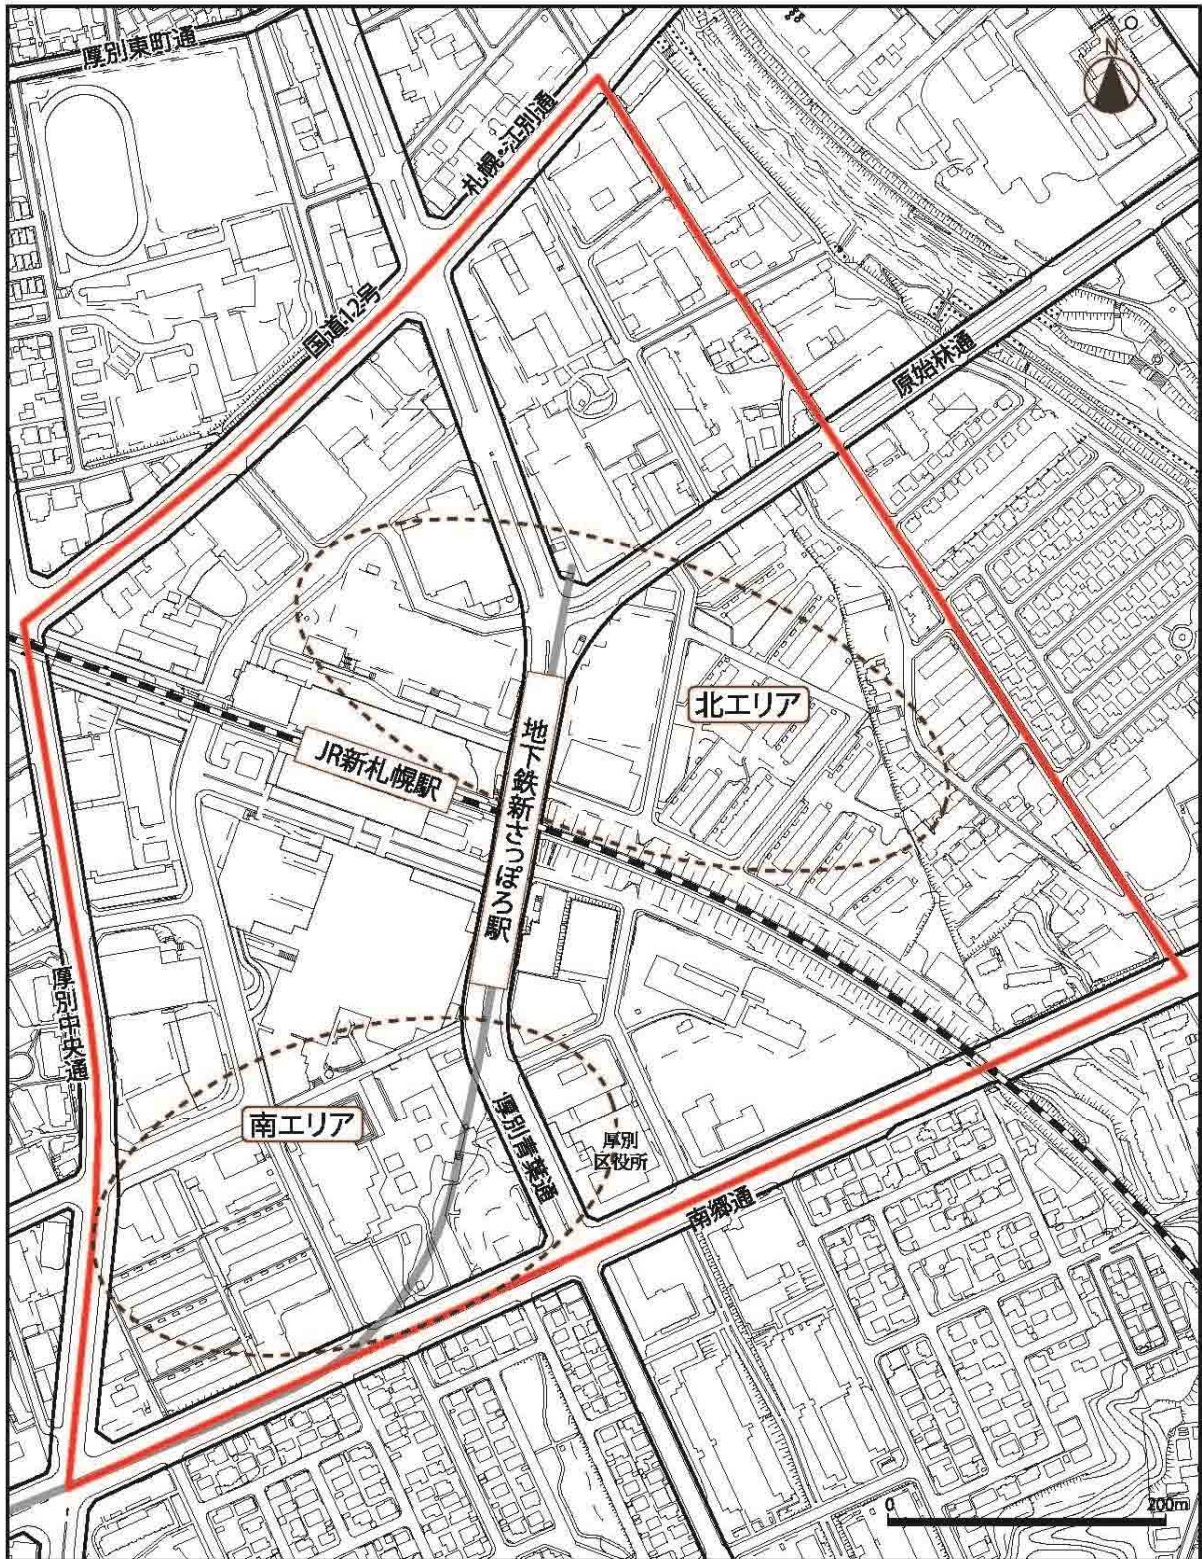 厚別東町通
N
札幌・江別通
国道12号
原始林通
北エリア
JR新札幌駅
地下鉄新さっぽろ駅
厚別中央通
南エリア
厚別青葉通
厚別
区役所
南郷通
0
200m